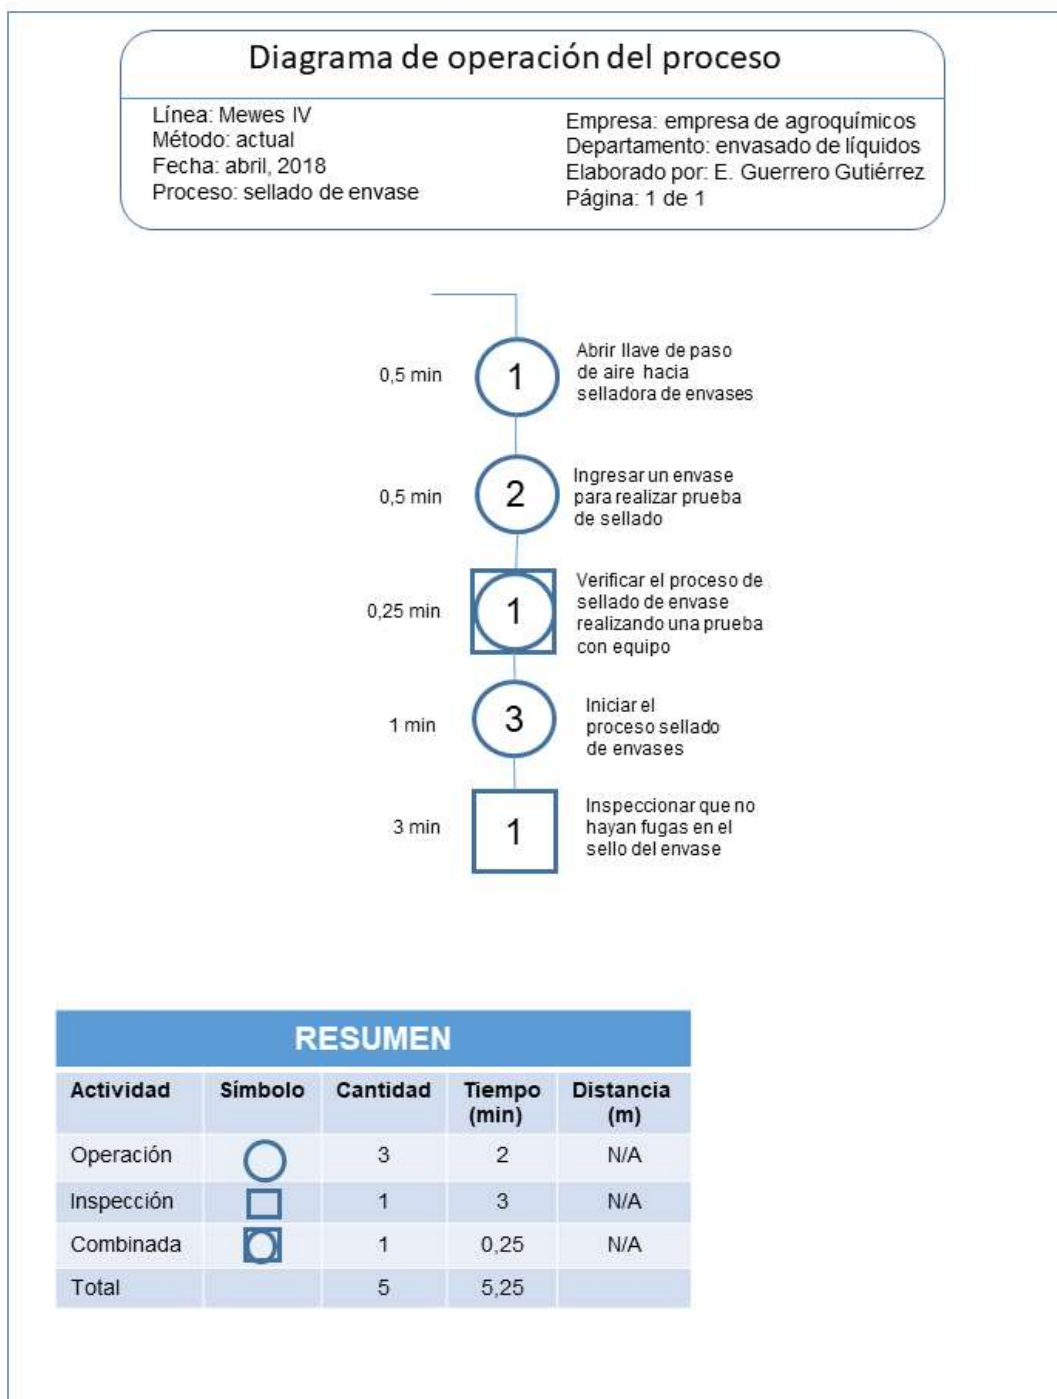 Diagrama de operación del proceso
Línea: Mewes IV
Método: actual
Fecha: abril, 2018
Proceso: sellado de envase
Empresa: empresa de agroquímicos
Departamento: envasado de líquidos
Elaborado por: E. Guerrero Gutiérrez
Página: 1 de 1
0,5 min
1
Abrir llave de paso
de aire hacia
selladora de envases
0,5 min
2
Ingresar un envase
para realizar prueba
de sellado
0,25 min
1
Verificar el proceso de
sellado de envase
realizando una prueba
con equipo
1 min
3
Iniciar el
proceso sellado
de envases
3 min
1
Inspeccionar que no
hayan fugas en el
sello del envase
RESUMEN
Actividad Símbolo Cantidad Tiempo (min) Distancia (m)
Operación 3 2 N/A
Inspección 1 3 N/A
Combinada 1 0,25 N/A
Total 5 5,25